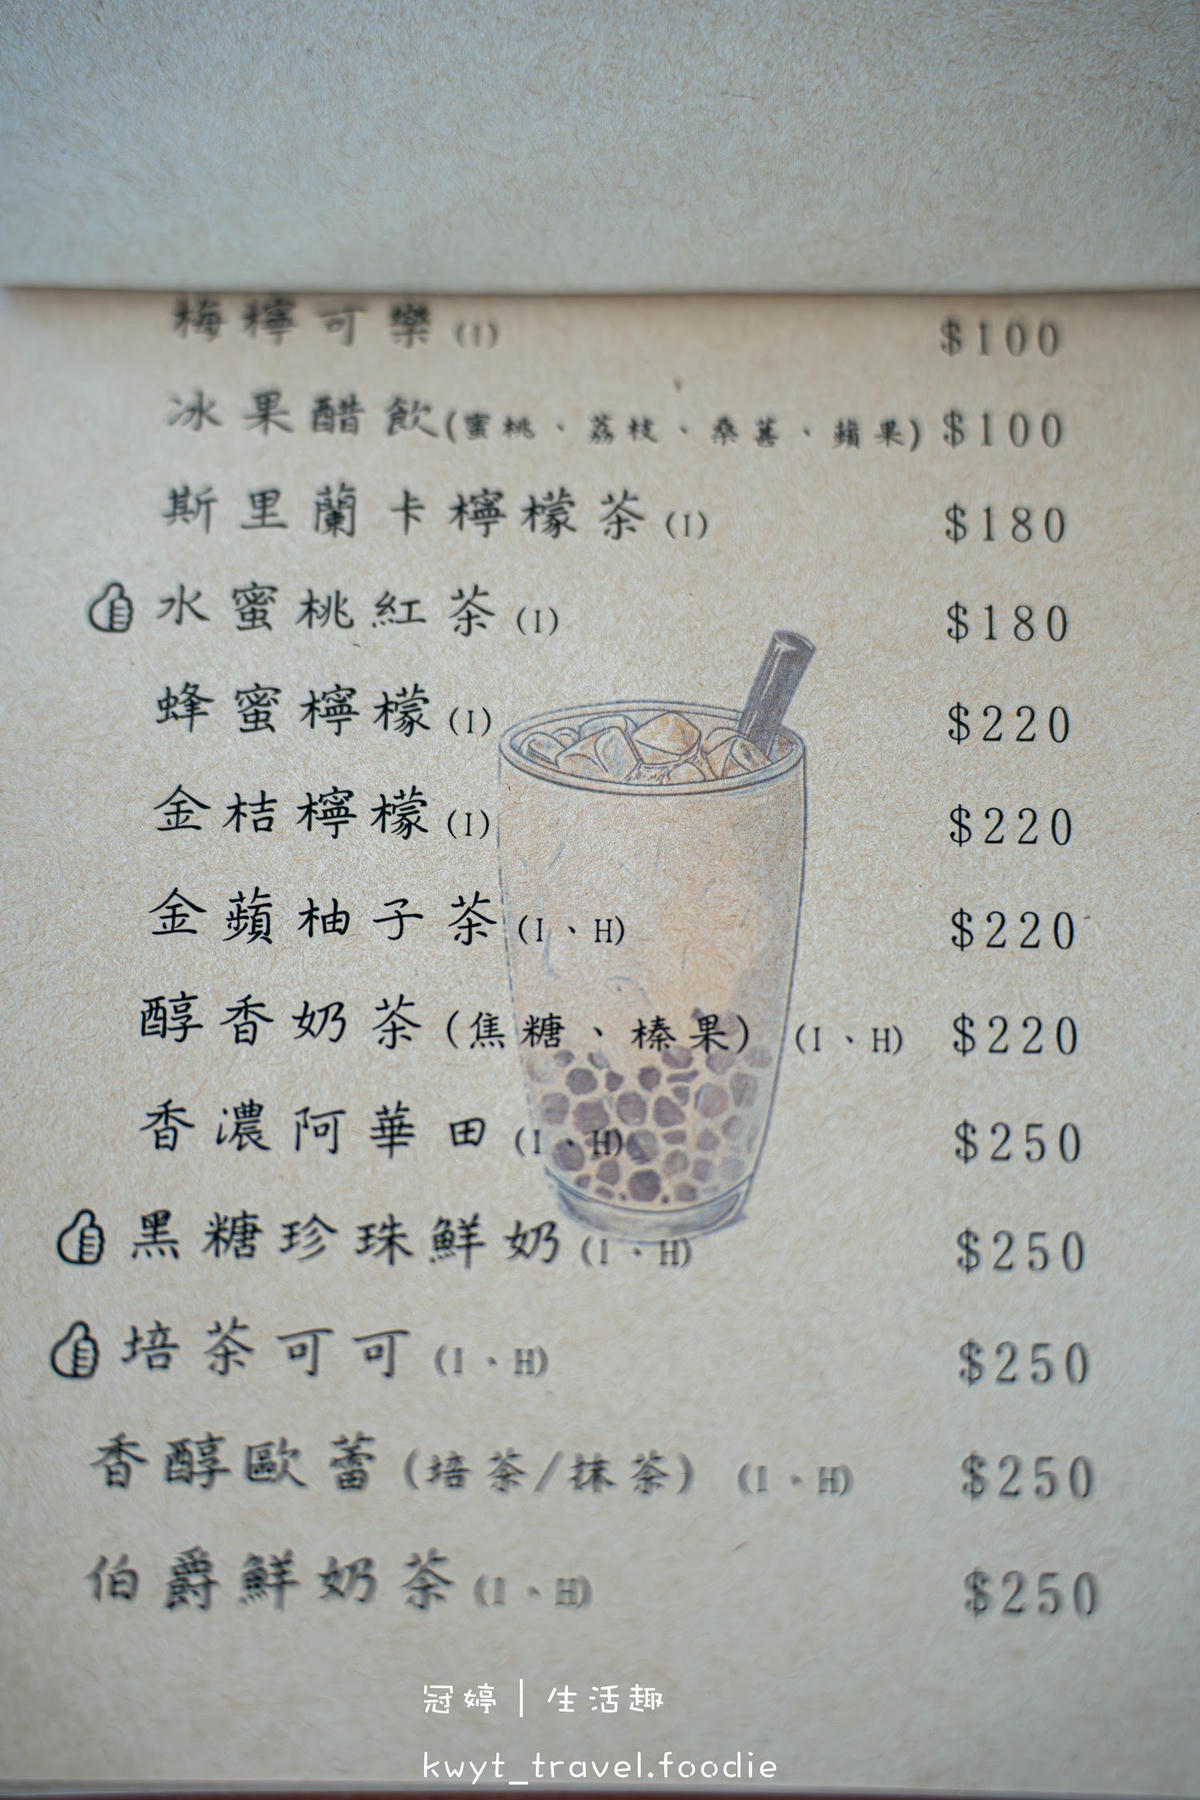 梅檸可樂(I) $100
冰果醋飲(蜜桃、荔枝、桑葚、蘋果) $100
斯里蘭卡檸檬茶(I) $180
水蜜桃紅茶(I) $180
蜂蜜檸檬(I) $220
金桔檸檬(I) $220
金蘋柚子茶(I、H) $220
醇香奶茶(焦糖、榛果) (I、H) $220
香濃阿華田(I、H) $250
黑糖珍珠鮮奶(I、H) $250
培茶可可(I、H) $250
香醇歐蕾(培茶/抹茶) (I、H) $250
伯爵鮮奶茶(I、H) $250
冠婷|生活趣
kwyt_travel.foodie